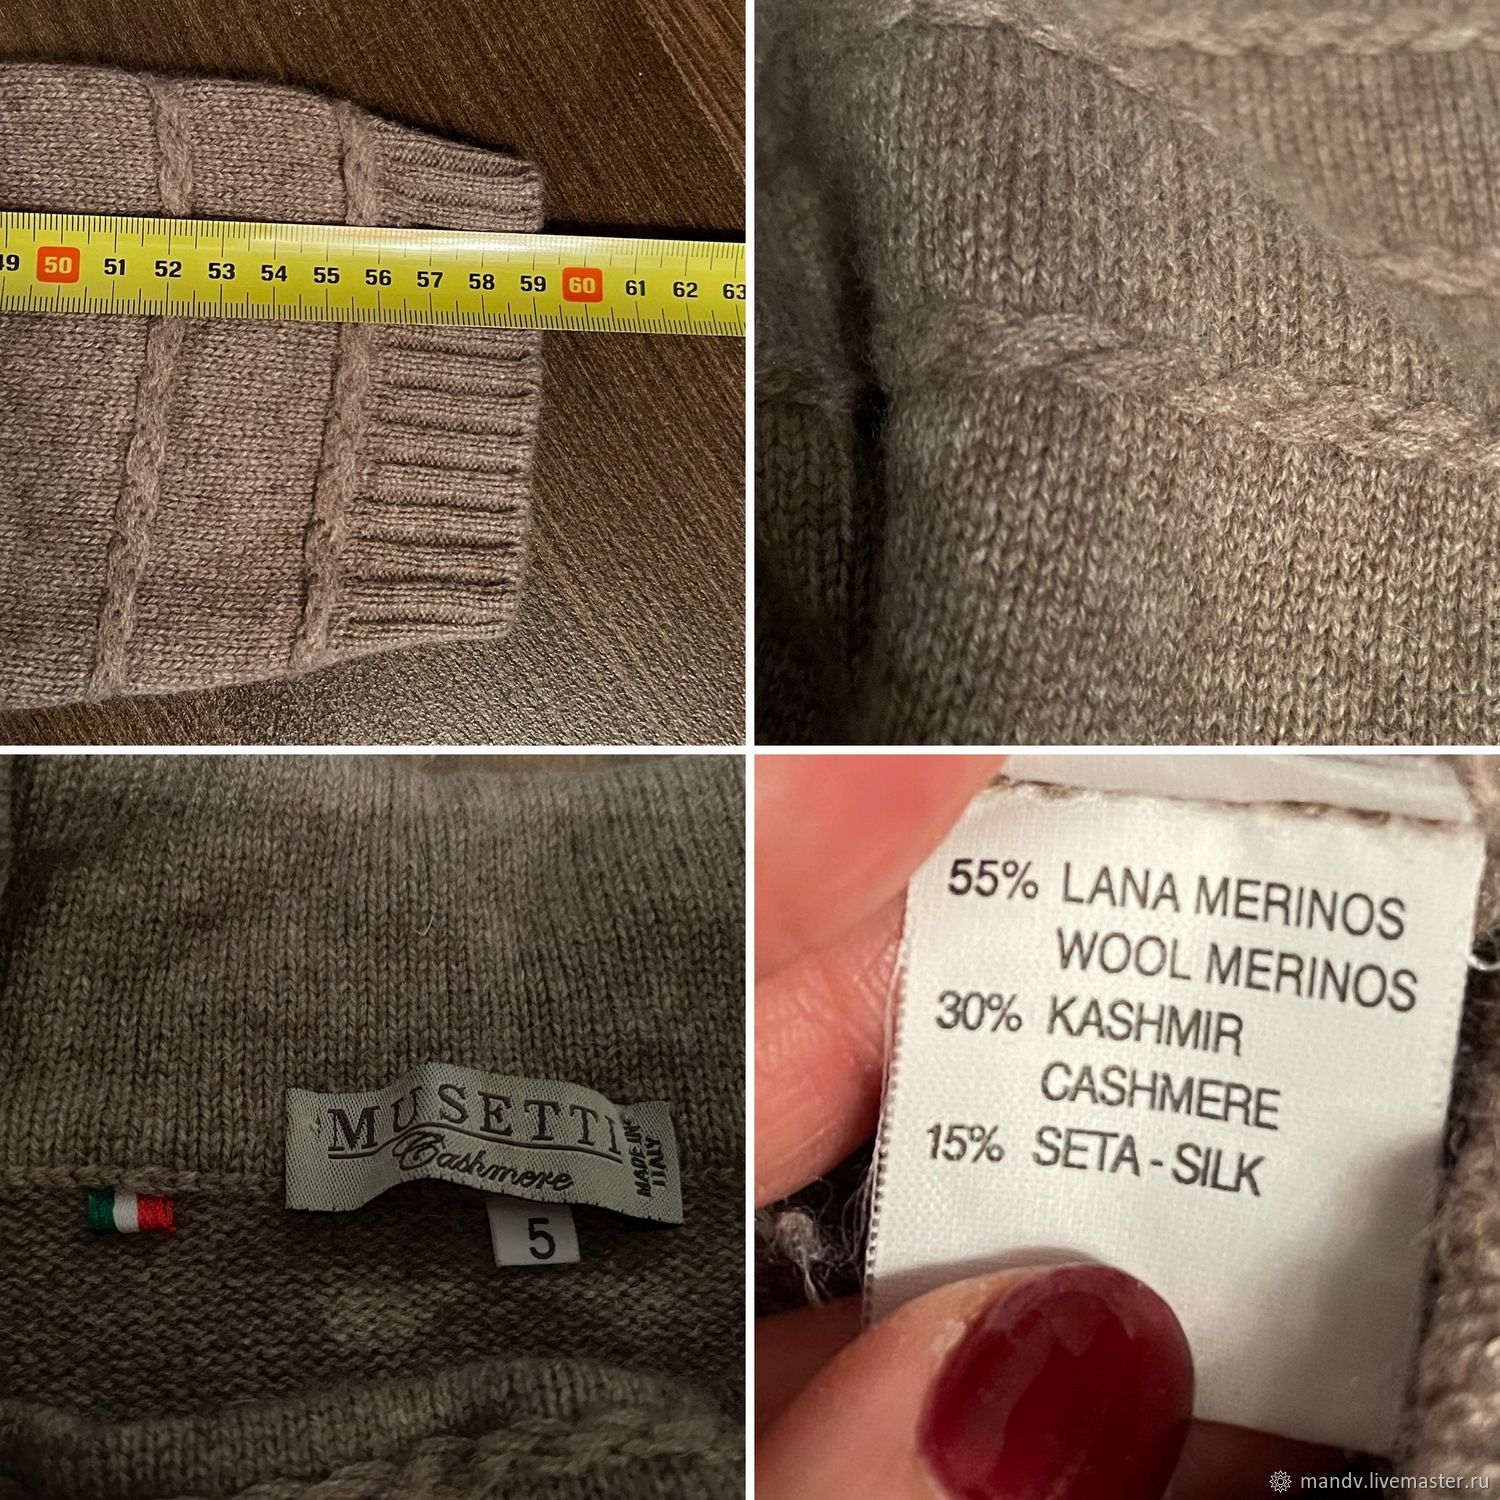 49 50 51 52 53 54 55 56 57 58 59 60 61 62 63
MUSETTI
Cashmere
MADE IN
ITALY
5
55% LANA MERINOS
WOOL MERINOS
30% KASHMIR
CASHMERE
15% SETA - SILK
mandv.livemaster.ru